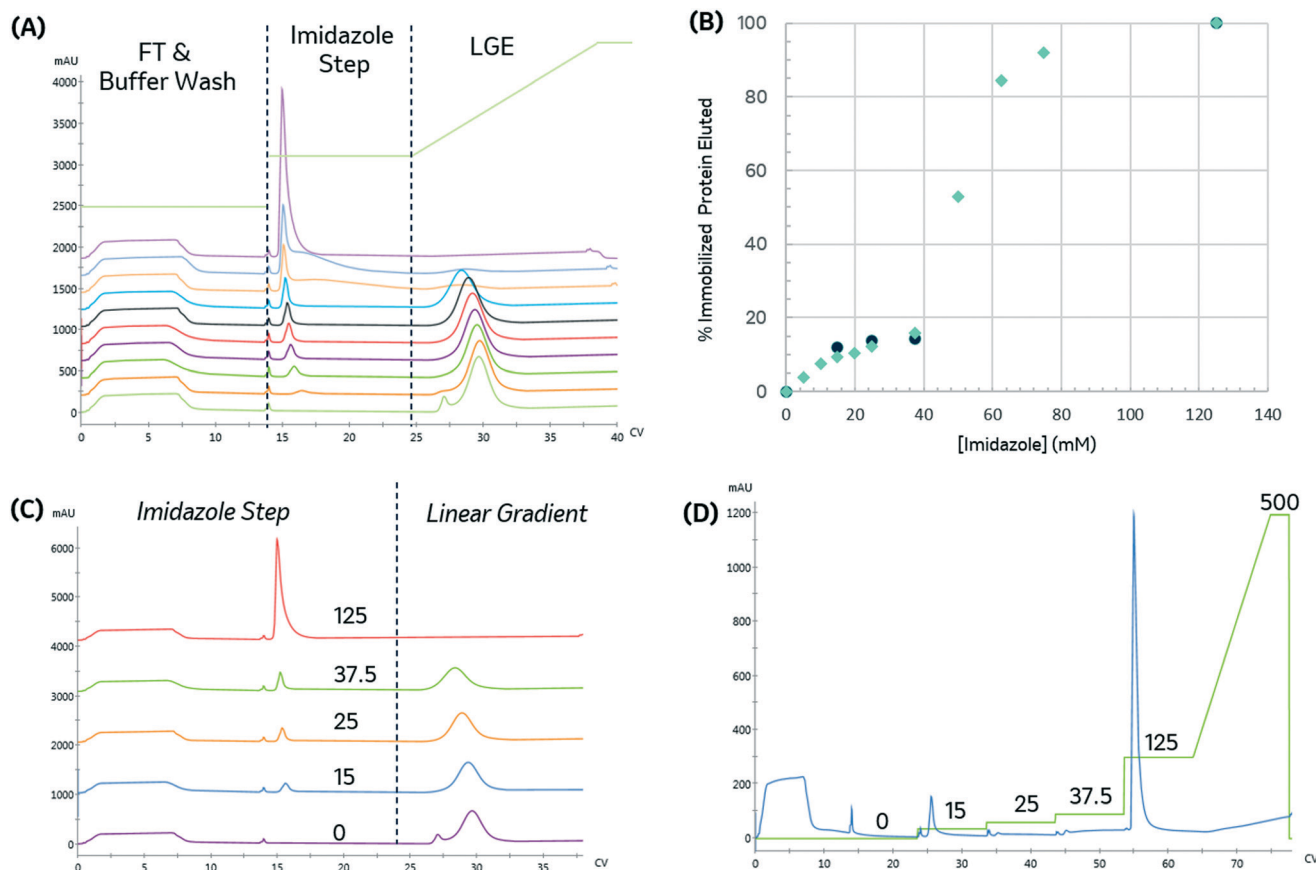 (A)
mAU
FT &
Buffer Wash
Imidazole
Step
LGE
4000
3500
3000
2500
2000
1500
1000
500
0
0 5 10 15 20 25 30 35 40 CV
(B)
% Immobilized Protein Eluted
100
80
60
40
20
0
0 20 40 60 80 100 120 140
[Imidazole] (mM)
(C)
mAU
Imidazole Step
Linear Gradient
6000
5000
4000
3000
2000
1000
0
125
37.5
25
15
0
0 5 10 15 20 25 30 35 CV
(D)
mAU
1200
1000
800
600
400
200
0
0
15
25
37.5
125
500
0 10 20 30 40 50 60 70 CV